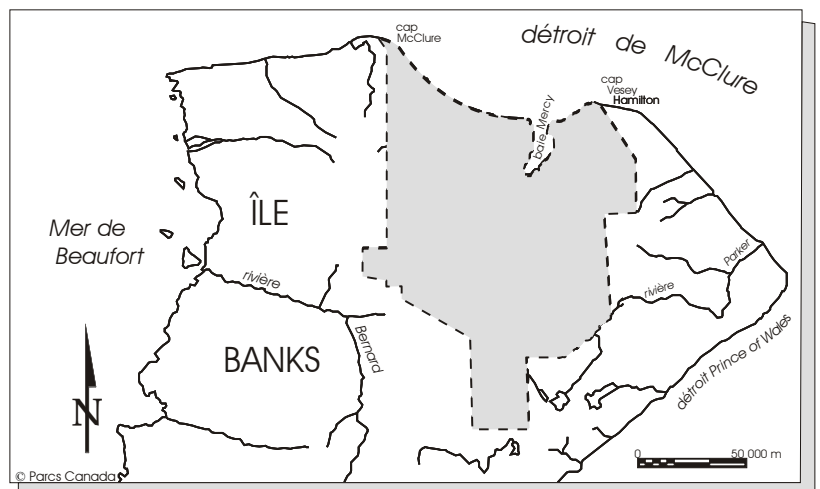 cap
McClure
détroit de McClure
cap
Vesey
Hamilton
baie Mercy
ÎLE
Mer de
Beaufort
rivière
Parker
rivière
Bernard
BANKS
détroit Prince of Wales
N
0 50 000 m
© Parcs Canada